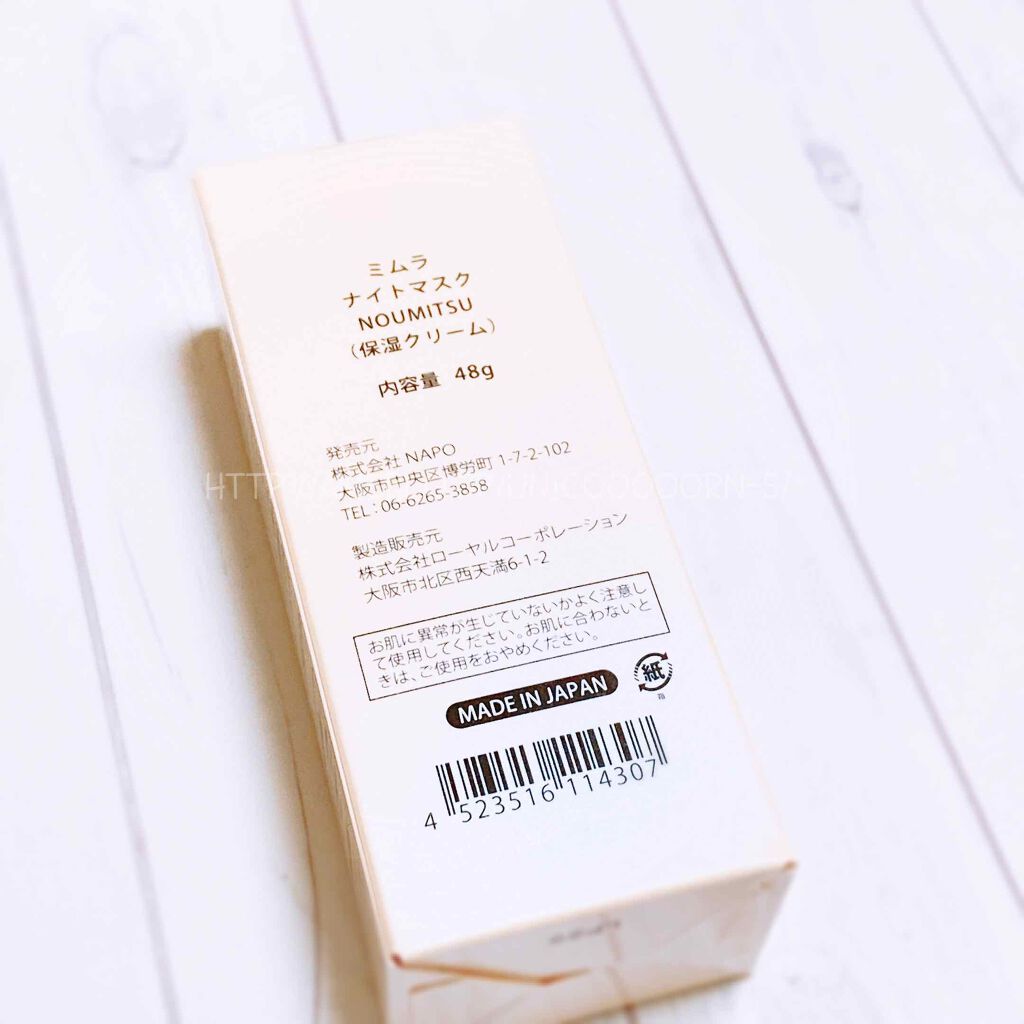 ミムラ
ナイトマスク
NOUMITSU
(保湿クリーム)
内容量 48g
発売元
株式会社 NAPO
大阪市中央区博労町 1-7-2-102
TEL : 06-6265-3858
製造販売元
株式会社ローヤルコーポレーション
大阪市北区西天満6-1-2
お肌に異常が生じていないかよく注意し
て使用してください。お肌に合わないと
きは、ご使用をおやめください。
MADE IN JAPAN
紙
箱
4 523516 114307